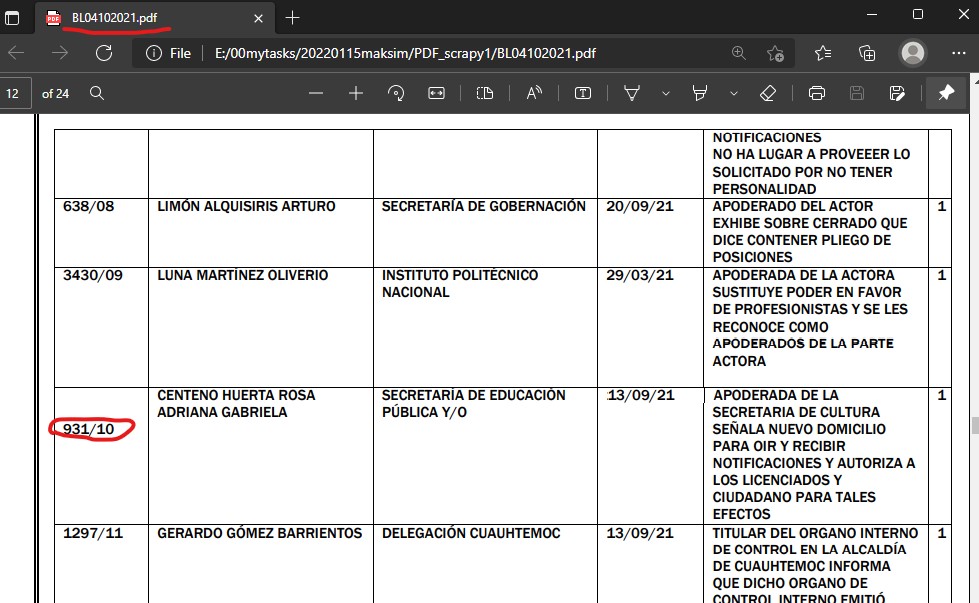 BL04102021.pdf
File E:/00mytasks/20220115maksim/PDF_scrapy1/BL04102021.pdf
12 of 24
NOTIFICACIONES
NO HA LUGAR A PROVEEER LO
SOLICITADO POR NO TENER
PERSONALIDAD
638/08 LIMÓN ALQUISIRIS ARTURO SECRETARÍA DE GOBERNACIÓN 20/09/21 APODERADO DEL ACTOR 1
EXHIBE SOBRE CERRADO QUE
DICE CONTENER PLIEGO DE
POSICIONES
3430/09 LUNA MARTÍNEZ OLIVERIO INSTITUTO POLITÉCNICO 29/03/21 APODERADA DE LA ACTORA 1
NACIONAL SUSTITUYE PODER EN FAVOR
DE PROFESIONISTAS Y SE LES
RECONOCE COMO
APODERADOS DE LA PARTE
ACTORA
CENTENO HUERTA ROSA SECRETARÍA DE EDUCACIÓN 13/09/21 APODERADA DE LA 1
ADRIANA GABRIELA PÚBLICA Y/O SECRETARIA DE CULTURA
931/10 SEÑALA NUEVO DOMICILIO
PARA OIR Y RECIBIR
NOTIFICACIONES Y AUTORIZA A
LOS LICENCIADOS Y
CIUDADANO PARA TALES
EFECTOS
1297/11 GERARDO GÓMEZ BARRIENTOS DELEGACIÓN CUAUHTEMOC 13/09/21 TITULAR DEL ORGANO INTERNO 1
DE CONTROL EN LA ALCALDÍA
DE CUAUHTEMOC INFORMA
QUE DICHO ORGANO DE
CONTROL INTERNO EMITIÓ